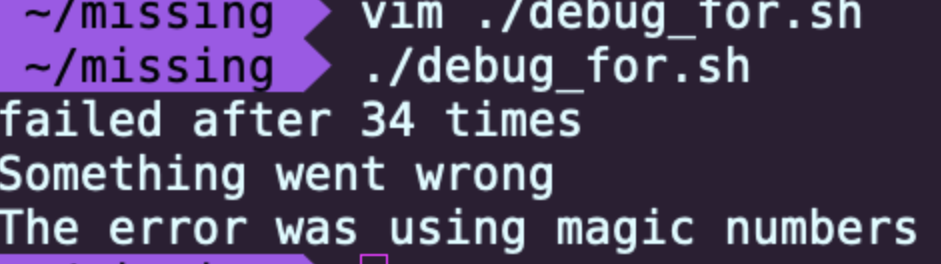 ~/missing vim ./debug_for.sh
~/missing ./debug_for.sh
failed after 34 times
Something went wrong
The error was using magic numbers